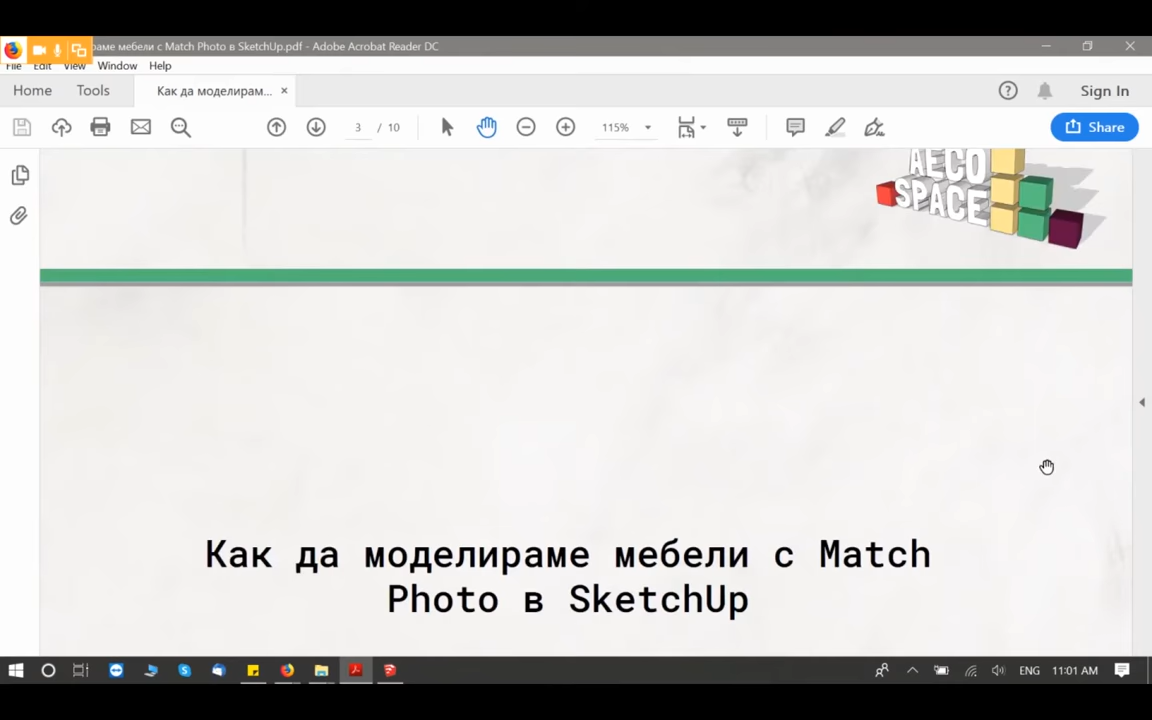 раме мебели с Match Photo в SketchUp.pdf - Adobe Acrobat Reader DC
File Edit View Window Help
Home Tools Как да моделирам... Sign In
3 / 10 115% Share
AECO
SPACE
Как да моделираме мебели с Match
Photo в SketchUp
ENG 11:01 AM